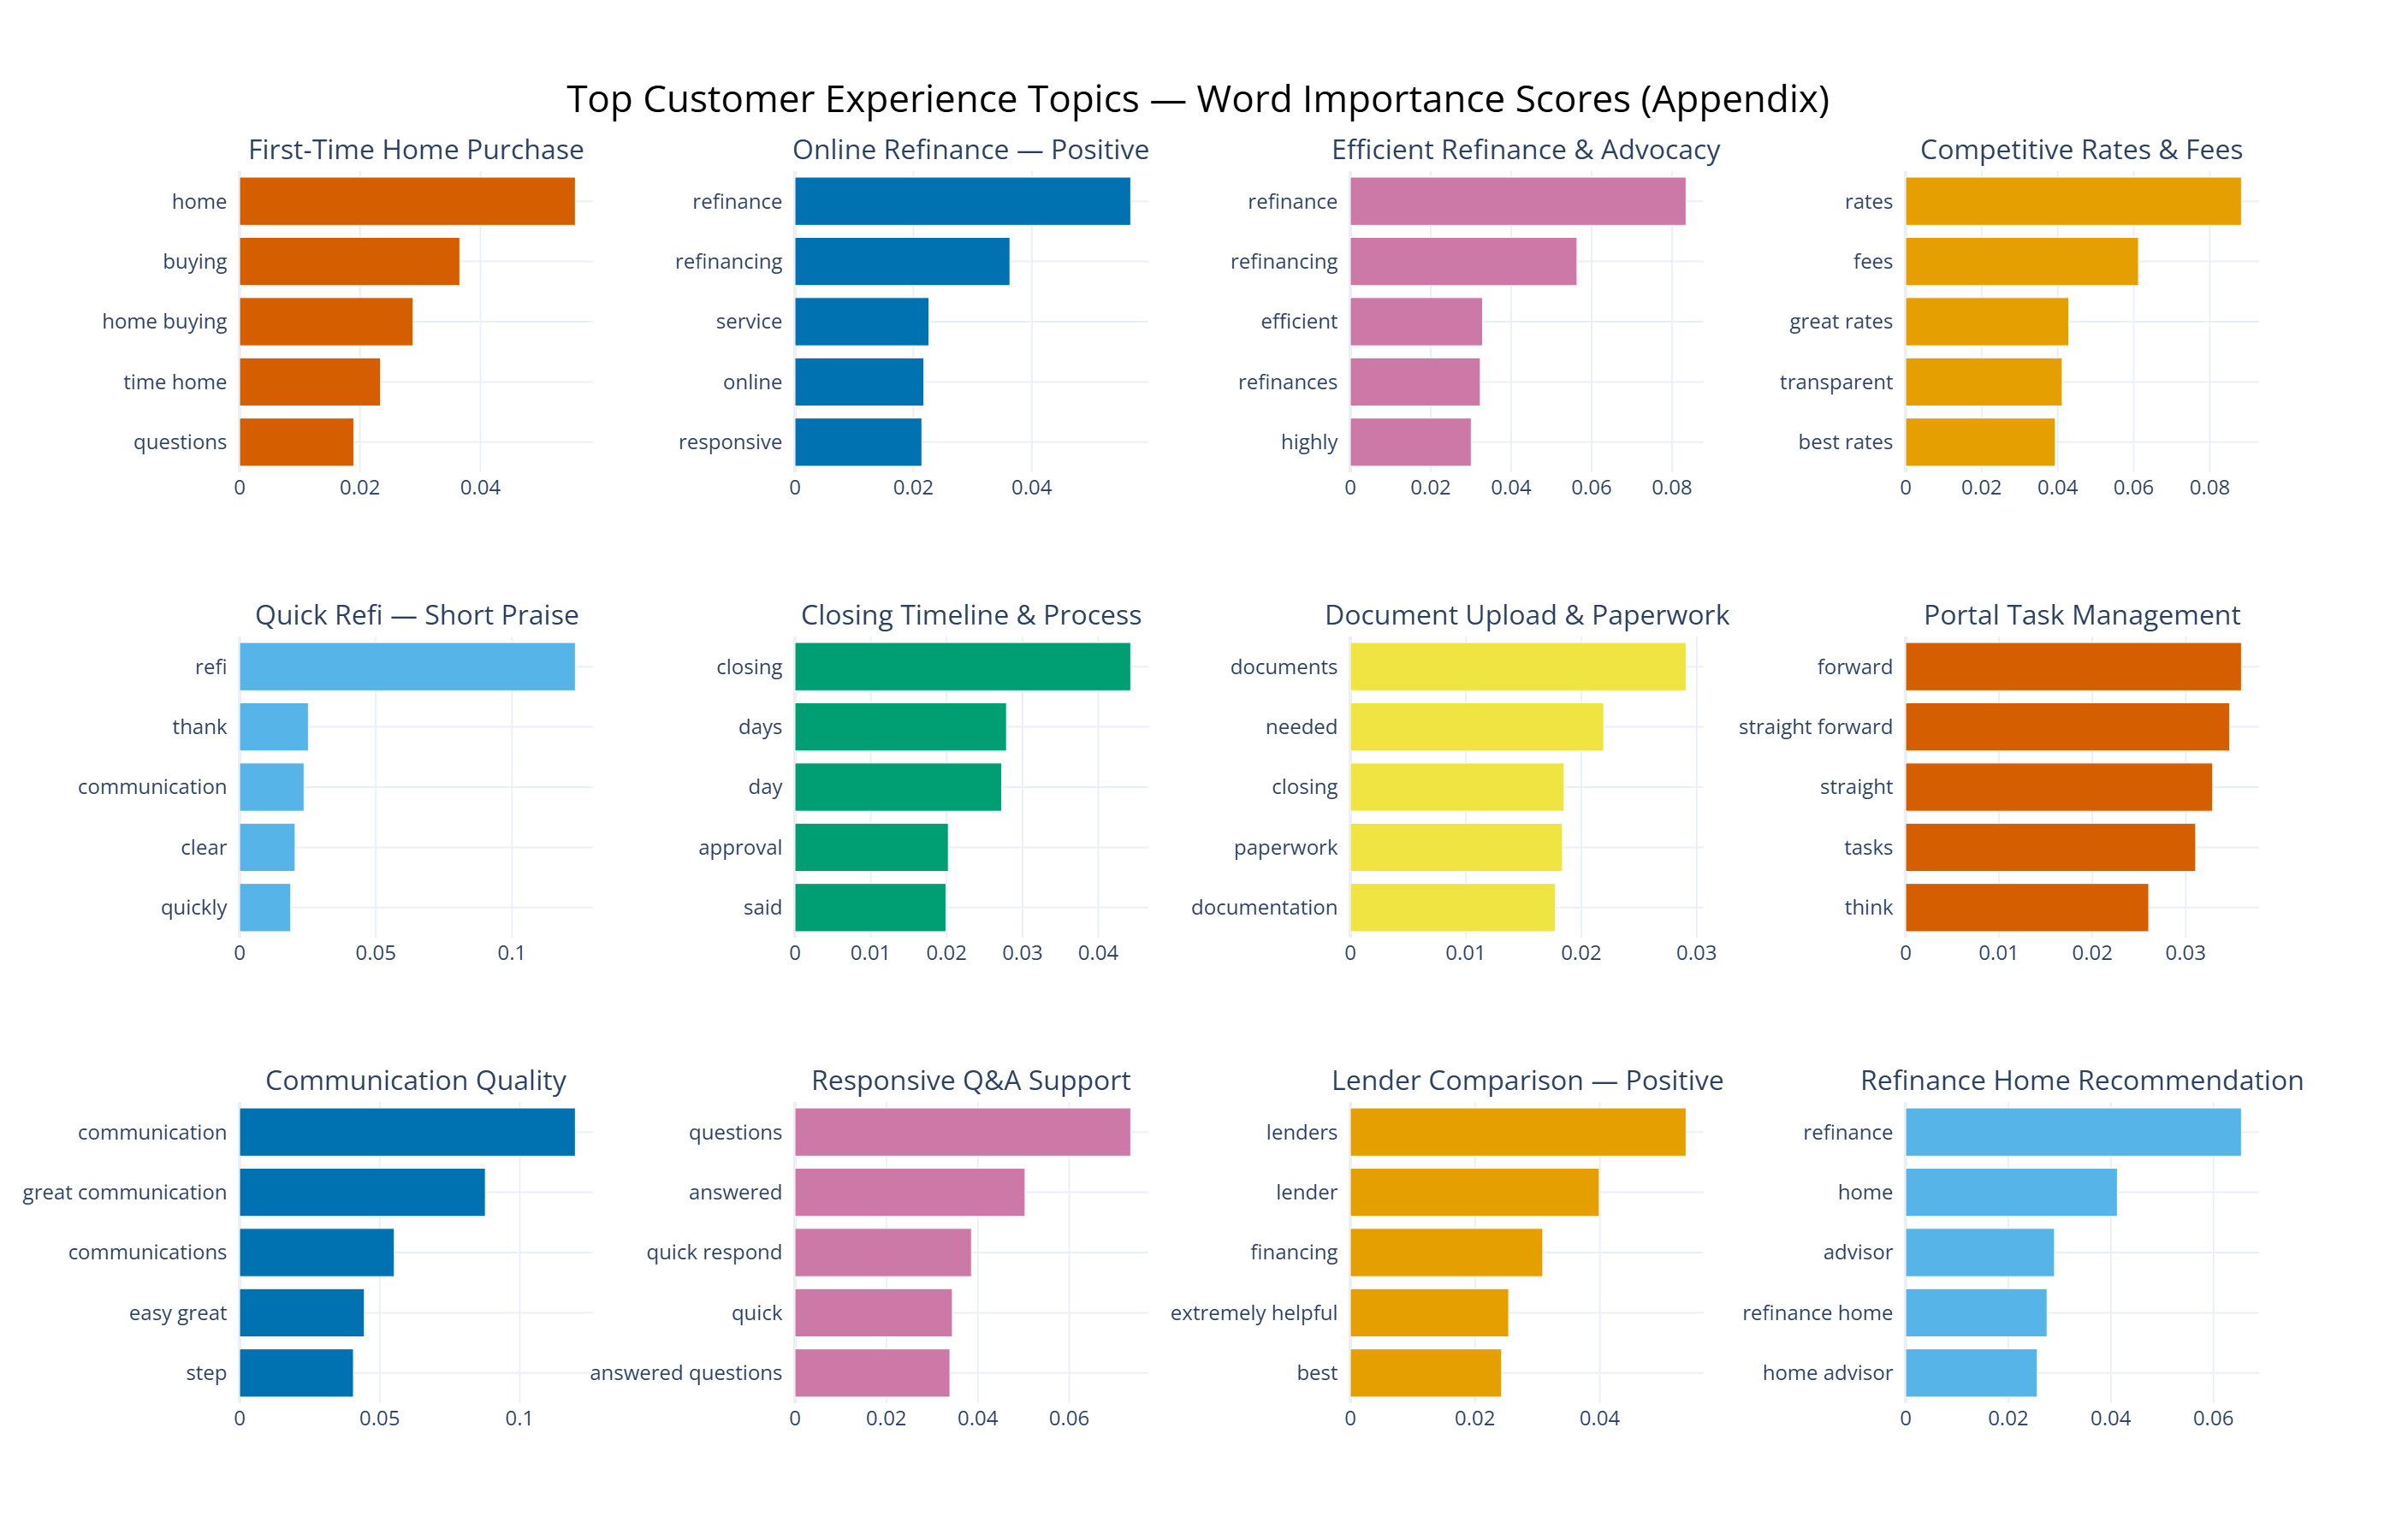 Top Customer Experience Topics — Word Importance Scores (Appendix)
First-Time Home Purchase
home
buying
home buying
time home
questions
0 0.02 0.04
Online Refinance — Positive
refinance
refinancing
service
online
responsive
0 0.02 0.04
Efficient Refinance & Advocacy
refinance
refinancing
efficient
refinances
highly
0 0.02 0.04 0.06 0.08
Competitive Rates & Fees
rates
fees
great rates
transparent
best rates
0 0.02 0.04 0.06 0.08
Quick Refi — Short Praise
refi
thank
communication
clear
quickly
0 0.05 0.1
Closing Timeline & Process
closing
days
day
approval
said
0 0.01 0.02 0.03 0.04
Document Upload & Paperwork
documents
needed
closing
paperwork
documentation
0 0.01 0.02 0.03
Portal Task Management
forward
straight forward
straight
tasks
think
0 0.01 0.02 0.03
Communication Quality
communication
great communication
communications
easy great
step
0 0.05 0.1
Responsive Q&A Support
questions
answered
quick respond
quick
answered questions
0 0.02 0.04 0.06
Lender Comparison — Positive
lenders
lender
financing
extremely helpful
best
0 0.02 0.04
Refinance Home Recommendation
refinance
home
advisor
refinance home
home advisor
0 0.02 0.04 0.06